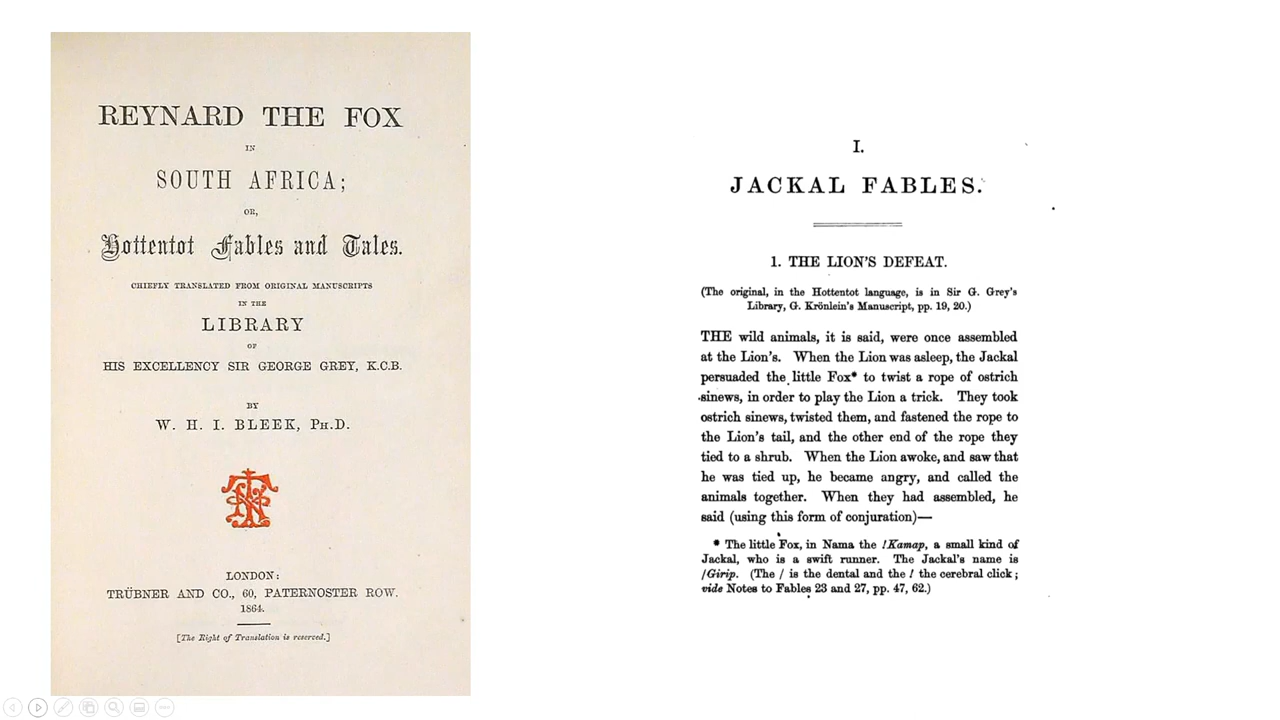 REYNARD THE FOX
IN
SOUTH AFRICA;
OR,
Hottentot Fables and Tales.
CHIEFLY TRANSLATED FROM ORIGINAL MANUSCRIPTS
IN THE
LIBRARY
OF
HIS EXCELLENCY SIR GEORGE GREY, K.C.B.
BY
W. H. I. BLEEK, PH.D.
LONDON:
TRÜBNER AND CO., 60, PATERNOSTER ROW.
1864.
[The Right of Translation is reserved.]
I.
JACKAL FABLES.
1. THE LION'S DEFEAT.
(The original, in the Hottentot language, is in Sir G. Grey's
Library, G. Krönlein's Manuscript, pp. 19, 20.)
THE wild animals, it is said, were once assembled
at the Lion's. When the Lion was asleep, the Jackal
persuaded the little Fox* to twist a rope of ostrich
sinews, in order to play the Lion a trick. They took
ostrich sinews, twisted them, and fastened the rope to
the Lion's tail, and the other end of the rope they
tied to a shrub. When the Lion awoke, and saw that
he was tied up, he became angry, and called the
animals together. When they had assembled, he
said (using this form of conjuration)—
* The little Fox, in Nama the !Kamap, a small kind of
Jackal, who is a swift runner. The Jackal's name is
/Girip. (The / is the dental and the ! the cerebral click;
vide Notes to Fables 23 and 27, pp. 47, 62.)